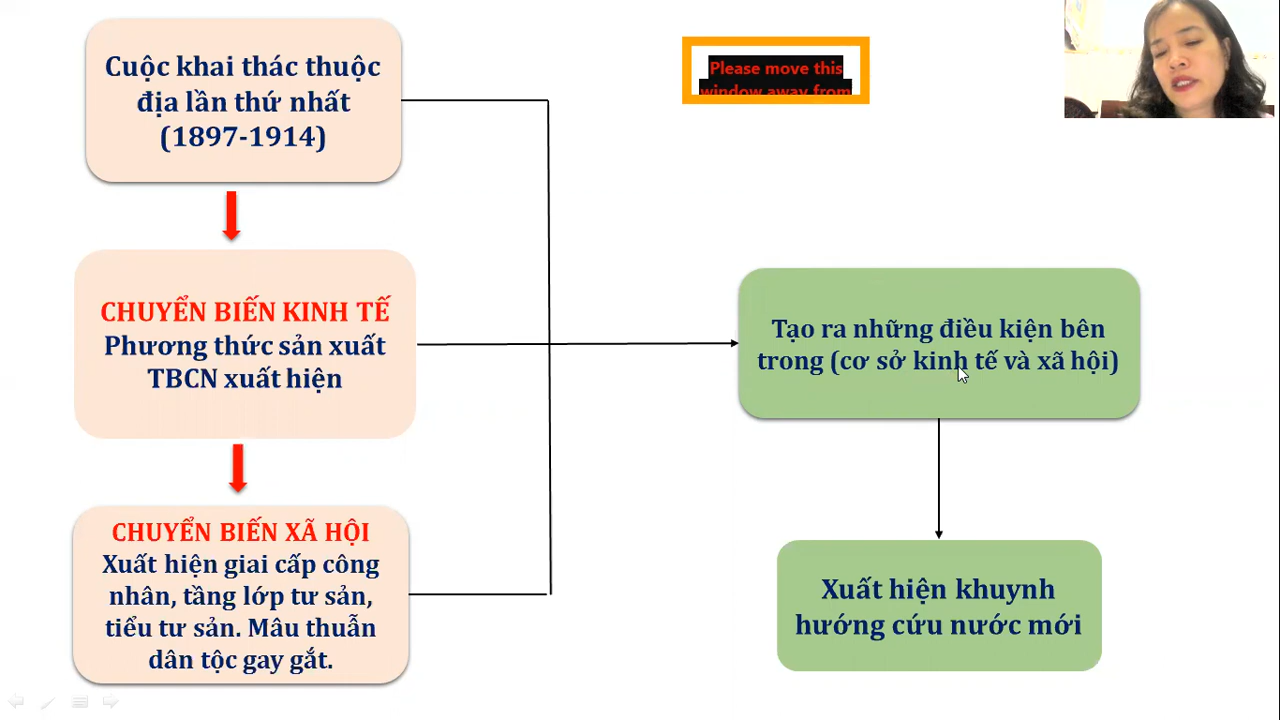 Cuộc khai thác thuộc
địa lần thứ nhất
(1897-1914)
CHUYỂN BIẾN KINH TẾ
Phương thức sản xuất
TBCN xuất hiện
CHUYỂN BIẾN XÃ HỘI
Xuất hiện giai cấp công
nhân, tầng lớp tư sản,
tiểu tư sản. Mâu thuẫn
dân tộc gay gắt.
Please move this
window away from
Tạo ra những điều kiện bên
trong (cơ sở kinh tế và xã hội)
Xuất hiện khuynh
hướng cứu nước mới